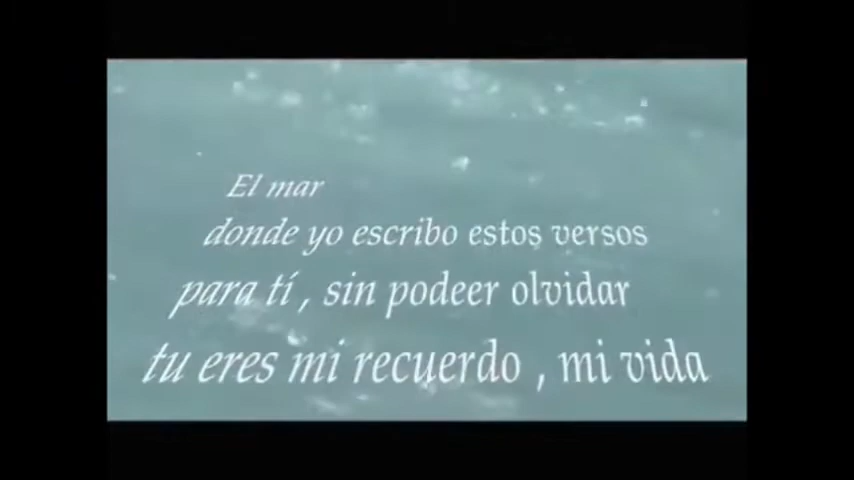 El mar
donde yo escribo estos versos
para tí , sin podeer olvidar
tu eres mi recuerdo , mi vida